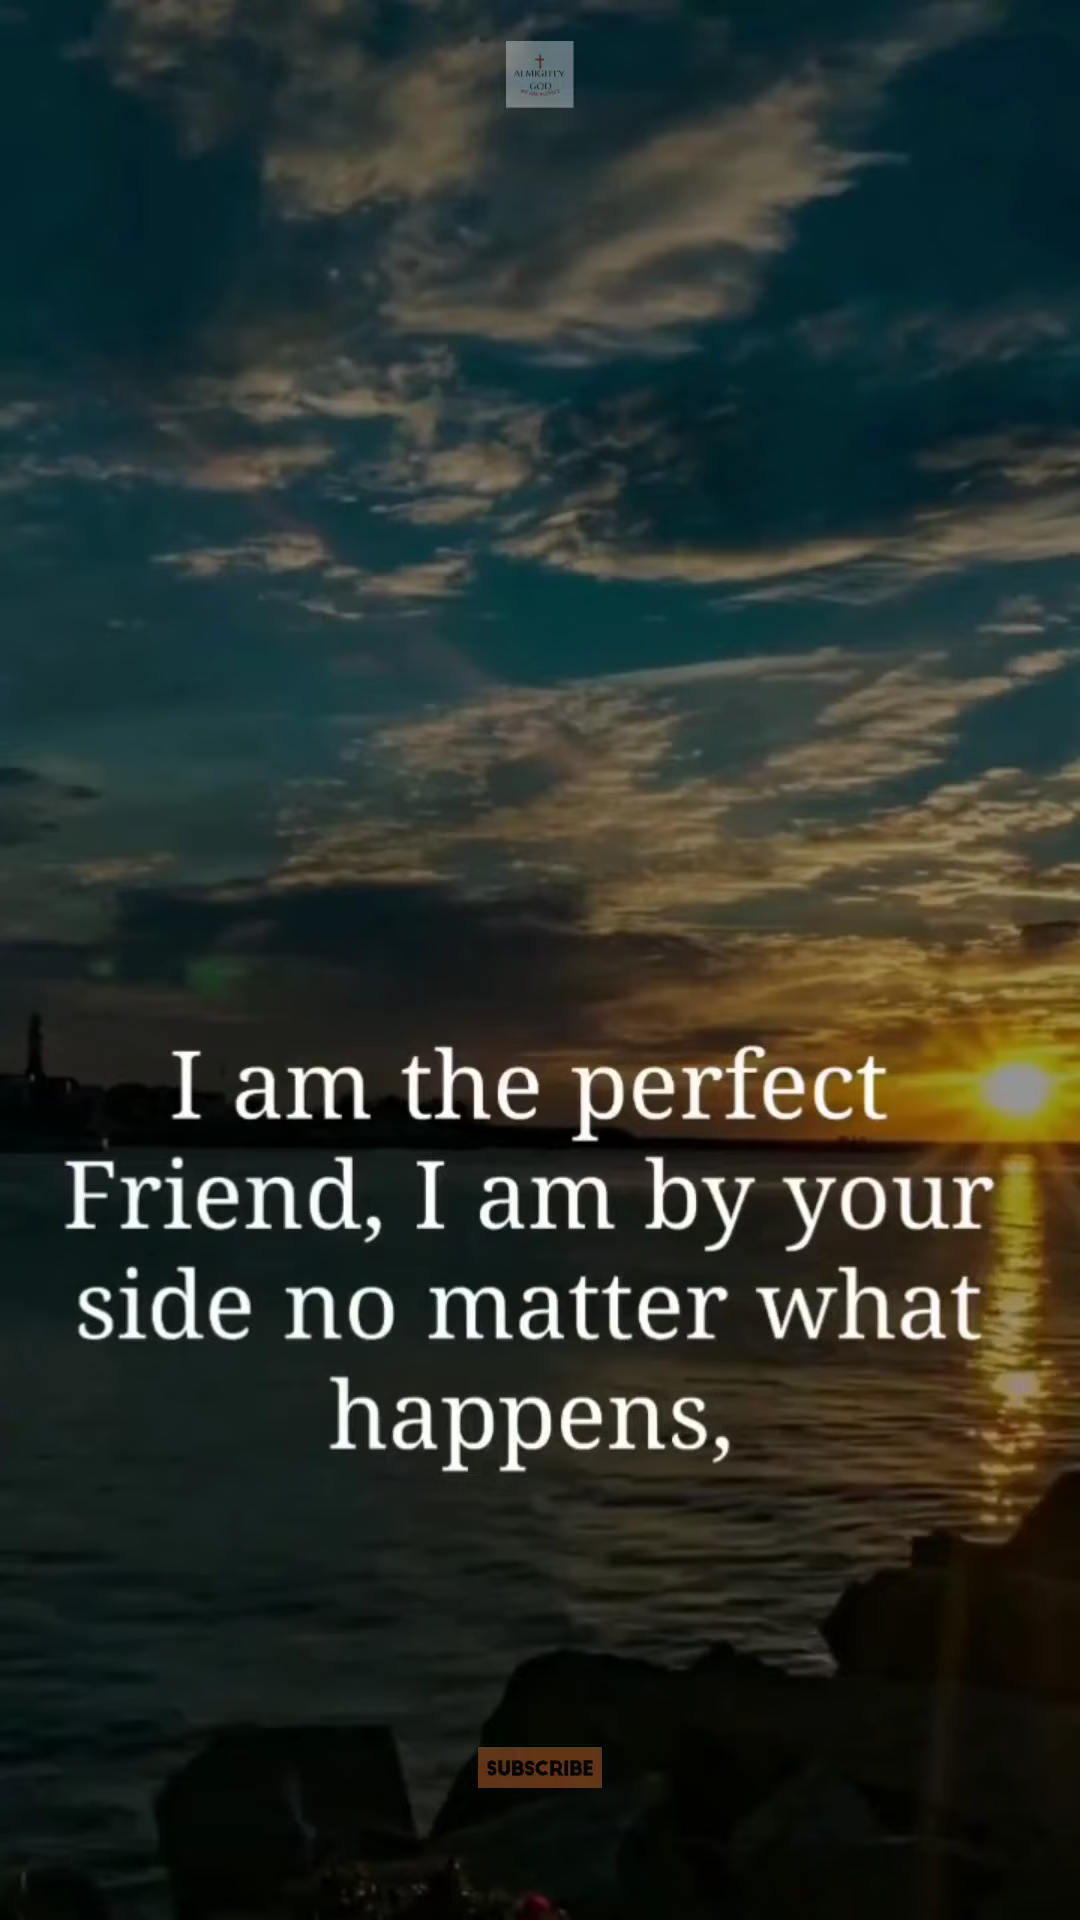 ALMIGHTY
GOD
I am the perfect
Friend, I am by your
side no matter what
happens,
SUBSCRIBE